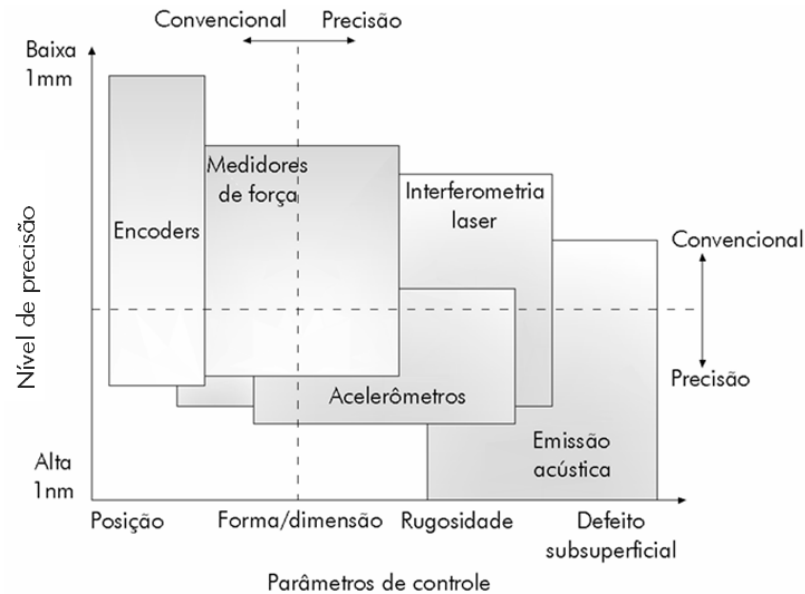 Convencional Precisão
Baixa
1mm
Medidores
de força
Interferometria
laser
Encoders
Convencional
Nível de precisão
Precisão
Acelerômetros
Emissão
acústica
Alta
1nm
Posição Forma/dimensão Rugosidade Defeito
subsuperficial
Parâmetros de controle